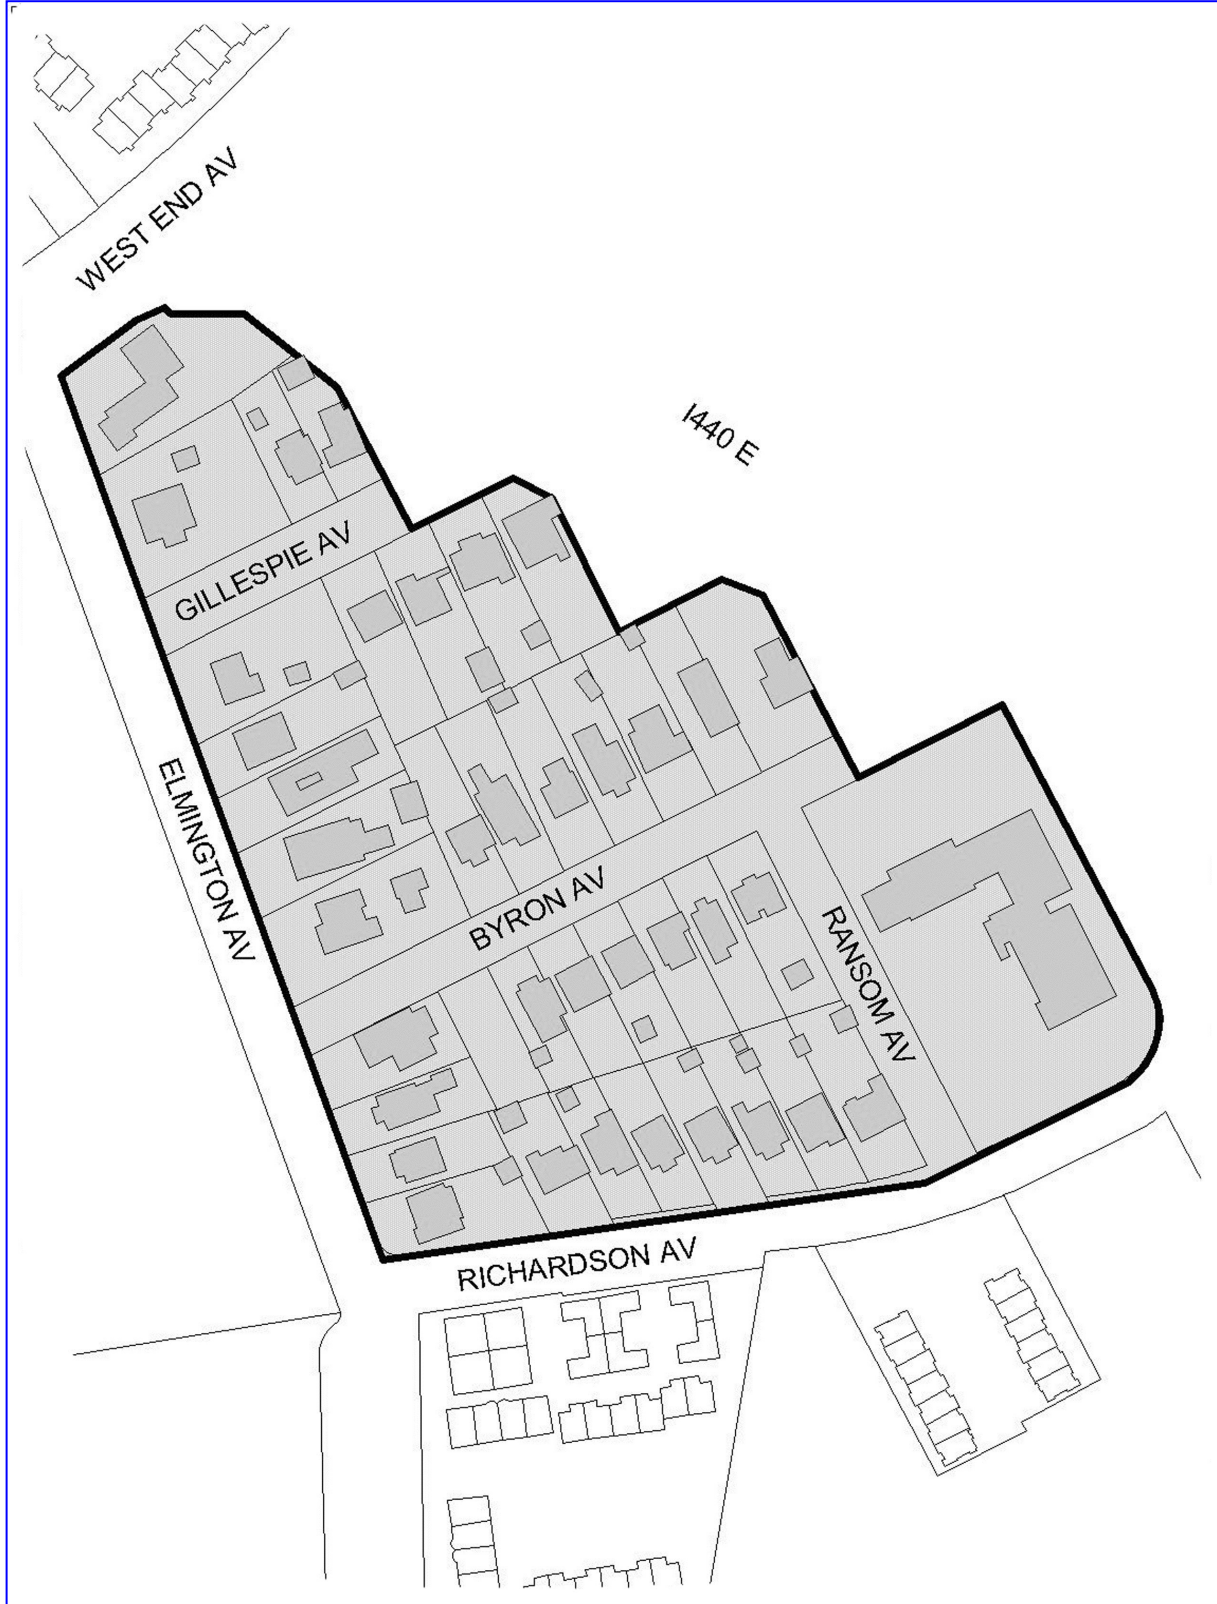 WEST END AV
I440 E
GILLESPIE AV
ELMINGTON AV
BYRON AV
RANSOM AV
RICHARDSON AV